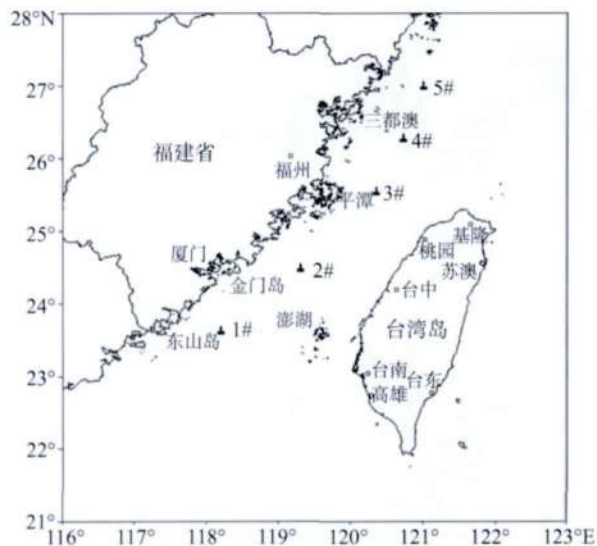 28°N
27°
26°
25°
24°
23°
22°
21°
116°
117°
118°
119°
120°
121°
122°
123°E
5#
三都澳
4#
福建省
福州
3#
平潭
基隆
桃园
厦门
苏澳
2#
金门岛
台中
澎湖
1#
台湾岛
东山岛
台南
台东
高雄